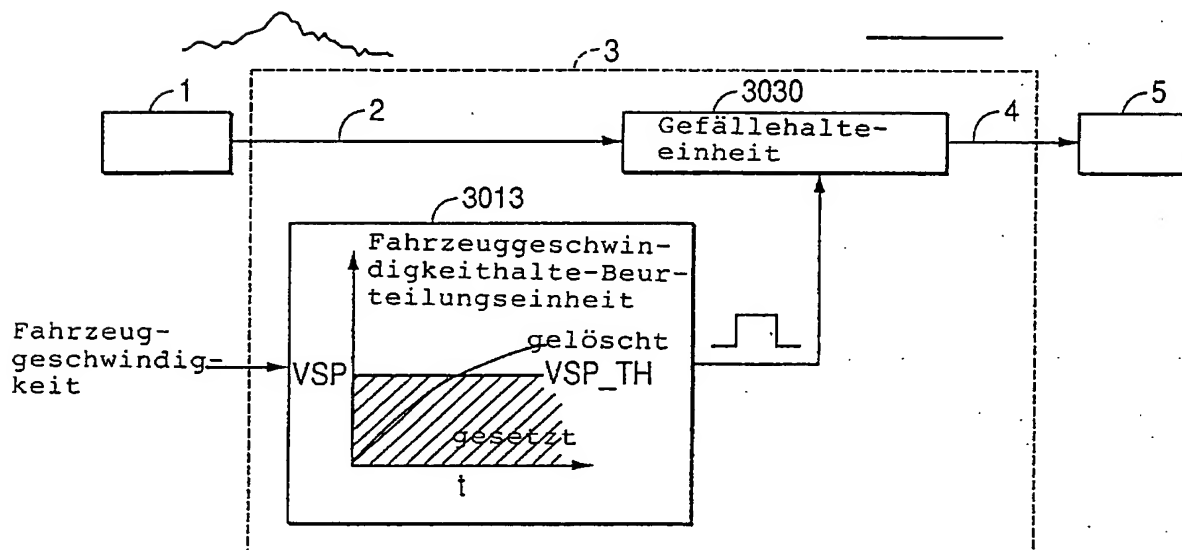 3
1
2
3030
4
5
Gefällehalte-
einheit
3013
Fahrzeuggeschwin-
digkeithalte-Beur-
teilungseinheit
Fahrzeug-
geschwindig-
keit
gelöscht
VSP
VSP_TH
gesetzt
t